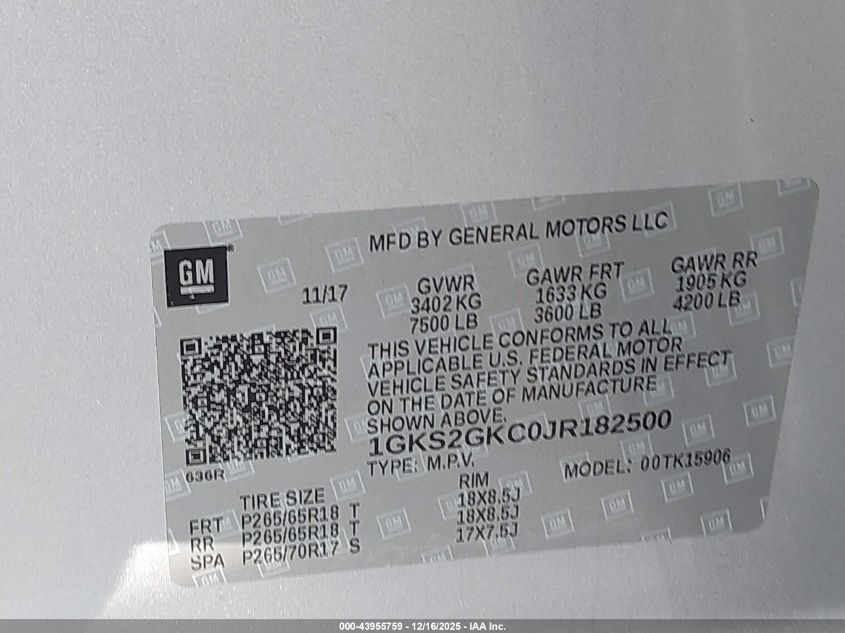 MFD BY GENERAL MOTORS LLC
GM
11/17
GVWR GAWR FRT GAWR RR
3402 KG 1633 KG 1905 KG
7500 LB 3600 LB 4200 LB
THIS VEHICLE CONFORMS TO ALL
APPLICABLE U.S. FEDERAL MOTOR
VEHICLE SAFETY STANDARDS IN EFFECT
ON THE DATE OF MANUFACTURE
SHOWN ABOVE.
1GKS2GKC0JR182500
636R
TYPE: M.P.V. MODEL: 00TK15906
TIRE SIZE RIM
FRT P265/65R18 T 18X8.5J
RR P265/65R18 T 18X8.5J
SPA P265/70R17 S 17X7.5J
000-43955759 - 12/16/2025 - IAA Inc.